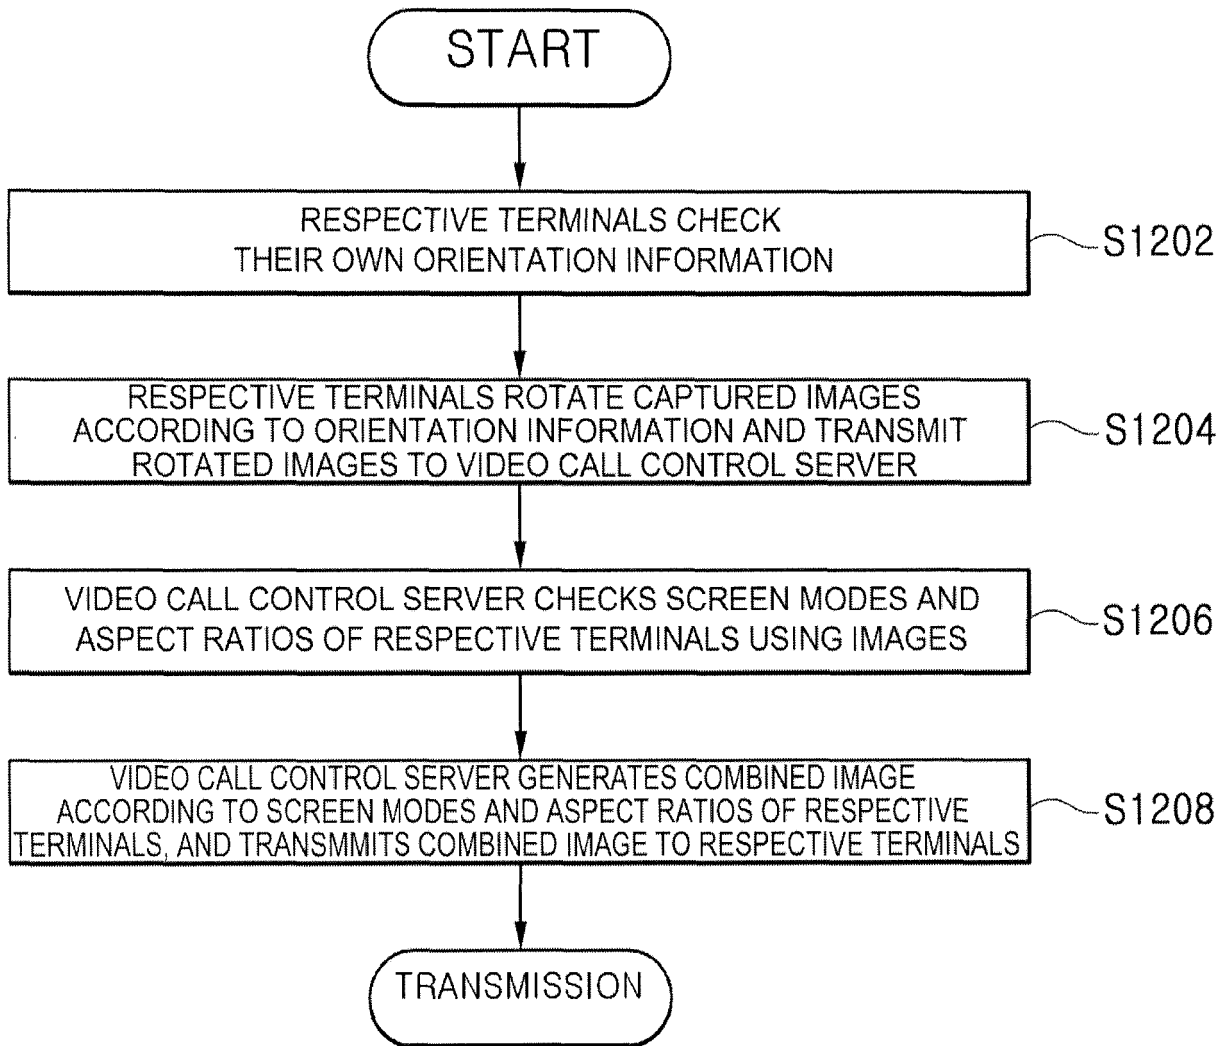 START
RESPECTIVE TERMINALS CHECK
THEIR OWN ORIENTATION INFORMATION
S1202
RESPECTIVE TERMINALS ROTATE CAPTURED IMAGES
ACCORDING TO ORIENTATION INFORMATION AND TRANSMIT
ROTATED IMAGES TO VIDEO CALL CONTROL SERVER
S1204
VIDEO CALL CONTROL SERVER CHECKS SCREEN MODES AND
ASPECT RATIOS OF RESPECTIVE TERMINALS USING IMAGES
S1206
VIDEO CALL CONTROL SERVER GENERATES COMBINED IMAGE
ACCORDING TO SCREEN MODES AND ASPECT RATIOS OF RESPECTIVE
TERMINALS, AND TRANSMMITS COMBINED IMAGE TO RESPECTIVE TERMINALS
S1208
TRANSMISSION